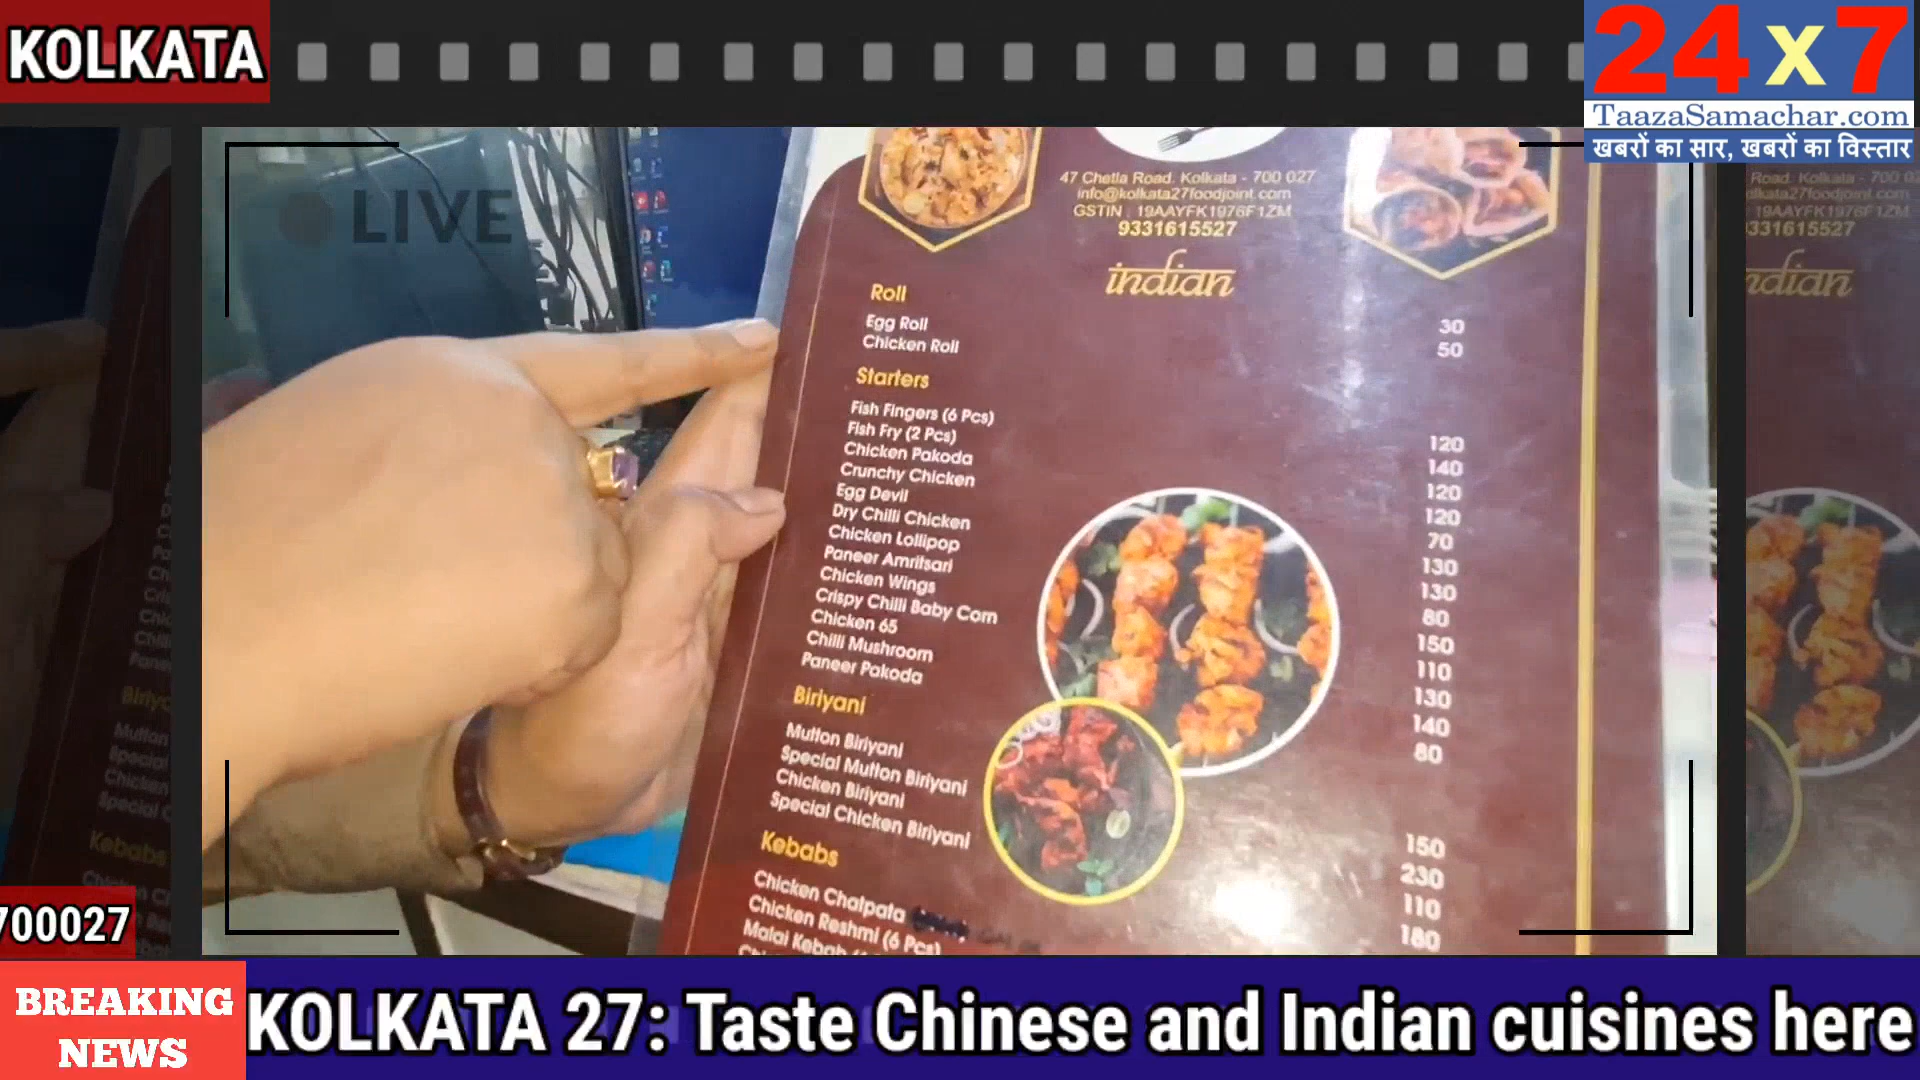 KOLKATA
24x7
TaazaSamachar.com
खबरों का सार, खबरों का विस्तार
LIVE
47 Chetla Road. Kolkata - 700 027
info@kolkata27foodjoint.com
GSTIN : 19AAYFK1976F1ZM
9331615527
indian
Roll
Egg Roll 30
Chicken Roll 50
Starters
Fish Fingers (6 Pcs) 120
Fish Fry (2 Pcs) 140
Chicken Pakoda 120
Crunchy Chicken 120
Egg Devil 70
Dry Chilli Chicken 130
Chicken Lollipop 130
Paneer Amritsari 80
Chicken Wings 150
Crispy Chilli Baby Corn 110
Chicken 65 130
Chilli Mushroom 140
Paneer Pakoda 80
Biriyani
Mutton Biriyani 150
Special Mutton Biriyani 230
Chicken Biriyani 110
Special Chicken Biriyani 180
Kebabs
Chicken Chatpata
Chicken Reshmi (6 Pcs)
Malai Kebab
700027
BREAKING
NEWS
KOLKATA 27: Taste Chinese and Indian cuisines here